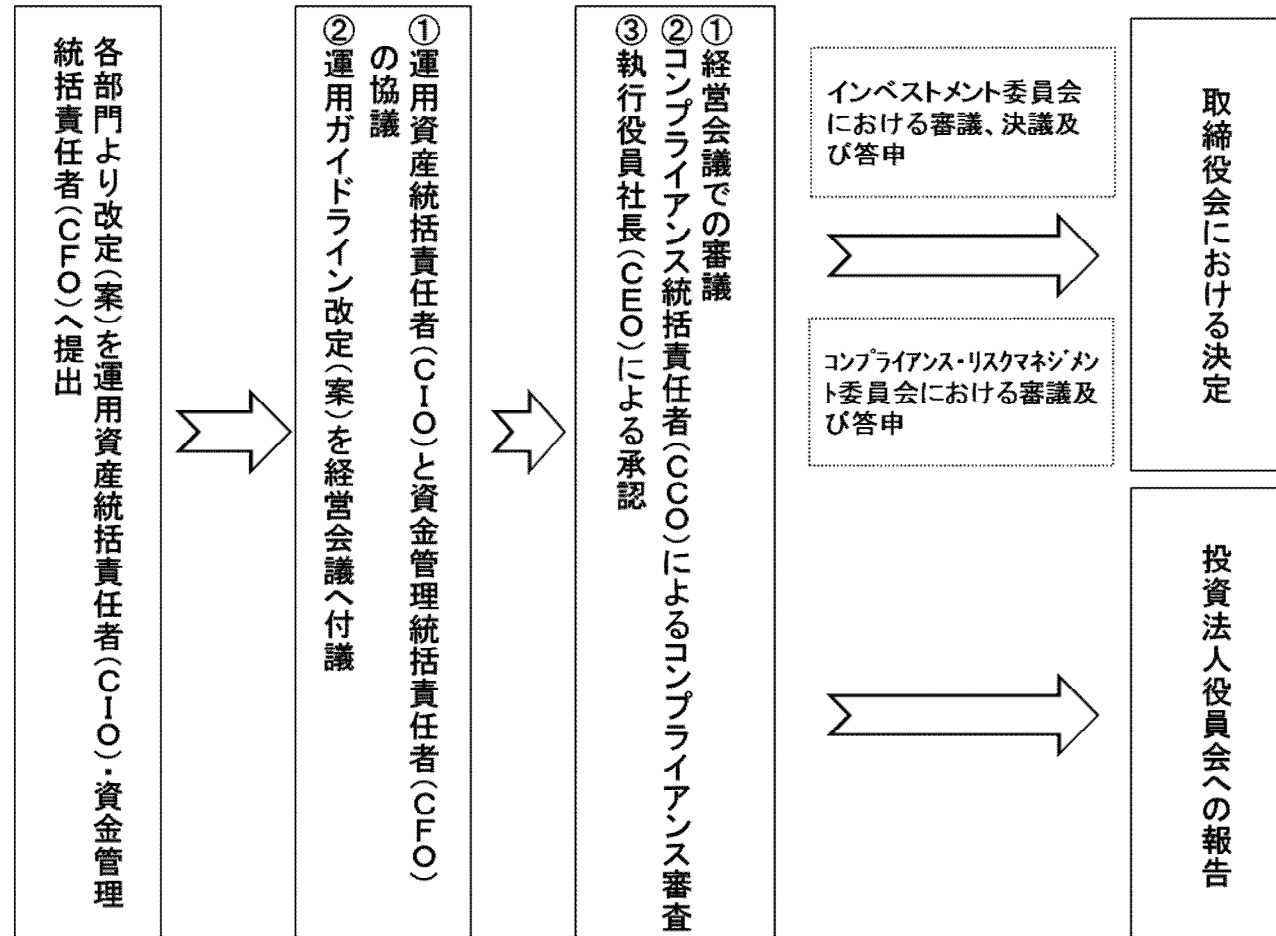 各部門より改定(案)を運用資産統括責任者(CIO)・資金管理
統括責任者(CFO)へ提出
①運用資産統括責任者(CIO)と資金管理統括責任者(CFO)
の協議
②運用ガイドライン改定(案)を経営会議へ付議
①経営会議での審議
②コンプライアンス統括責任者(CCO)によるコンプライアンス審査
③執行役員社長(CEO)による承認
インベストメント委員会
における審議、決議及
び答申
コンプライアンス・リスクマネジメン
ト委員会における審議及
び答申
取締役会における決定
投資法人役員会への報告